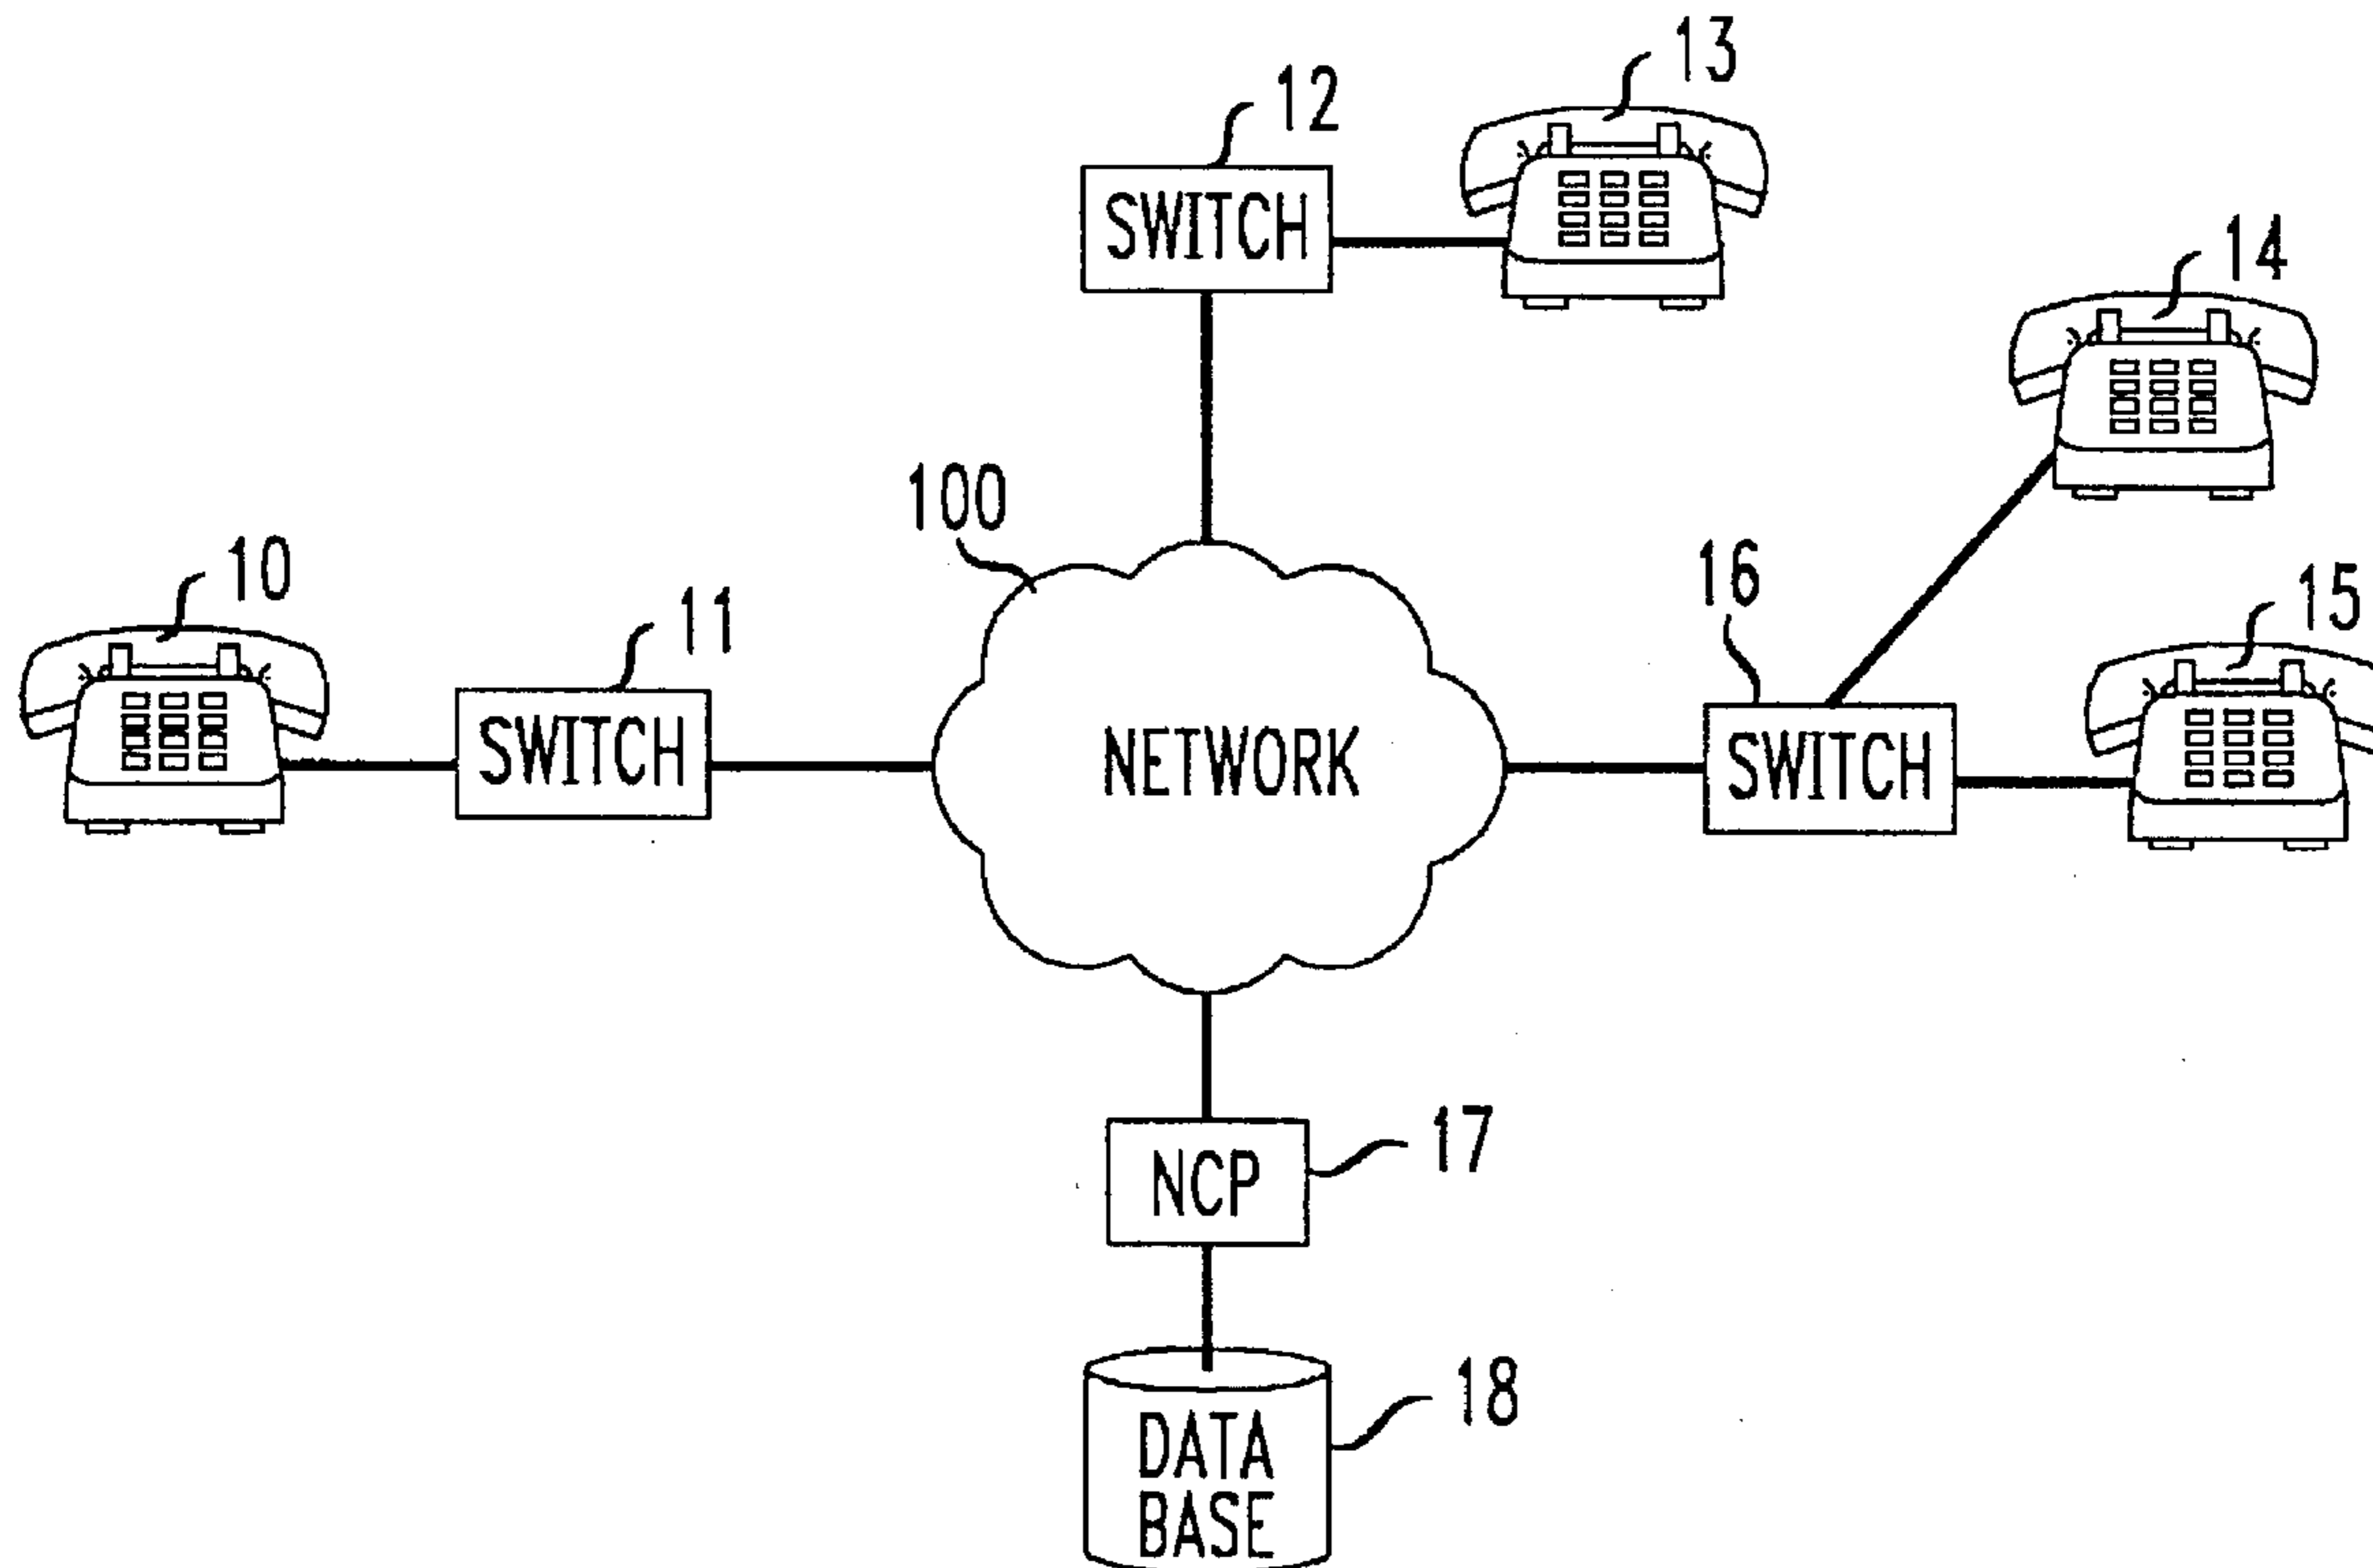 13
12
SWITCH
14
100
10
16
11
15
SWITCH
NETWORK
SWITCH
17
NCP
18
DATA
BASE